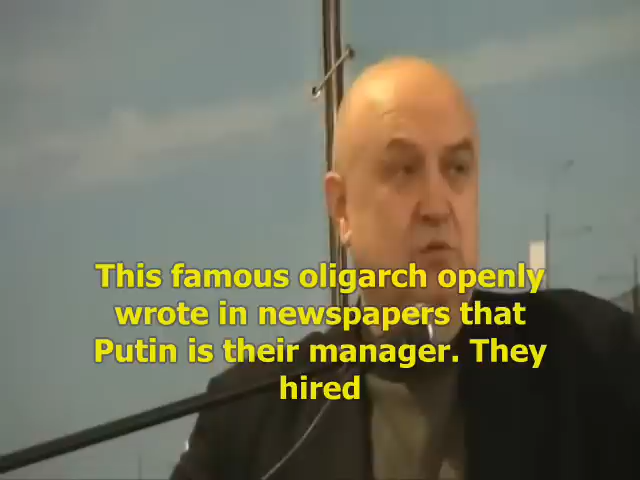 This famous oligarch openly
wrote in newspapers that
Putin is their manager. They
hired